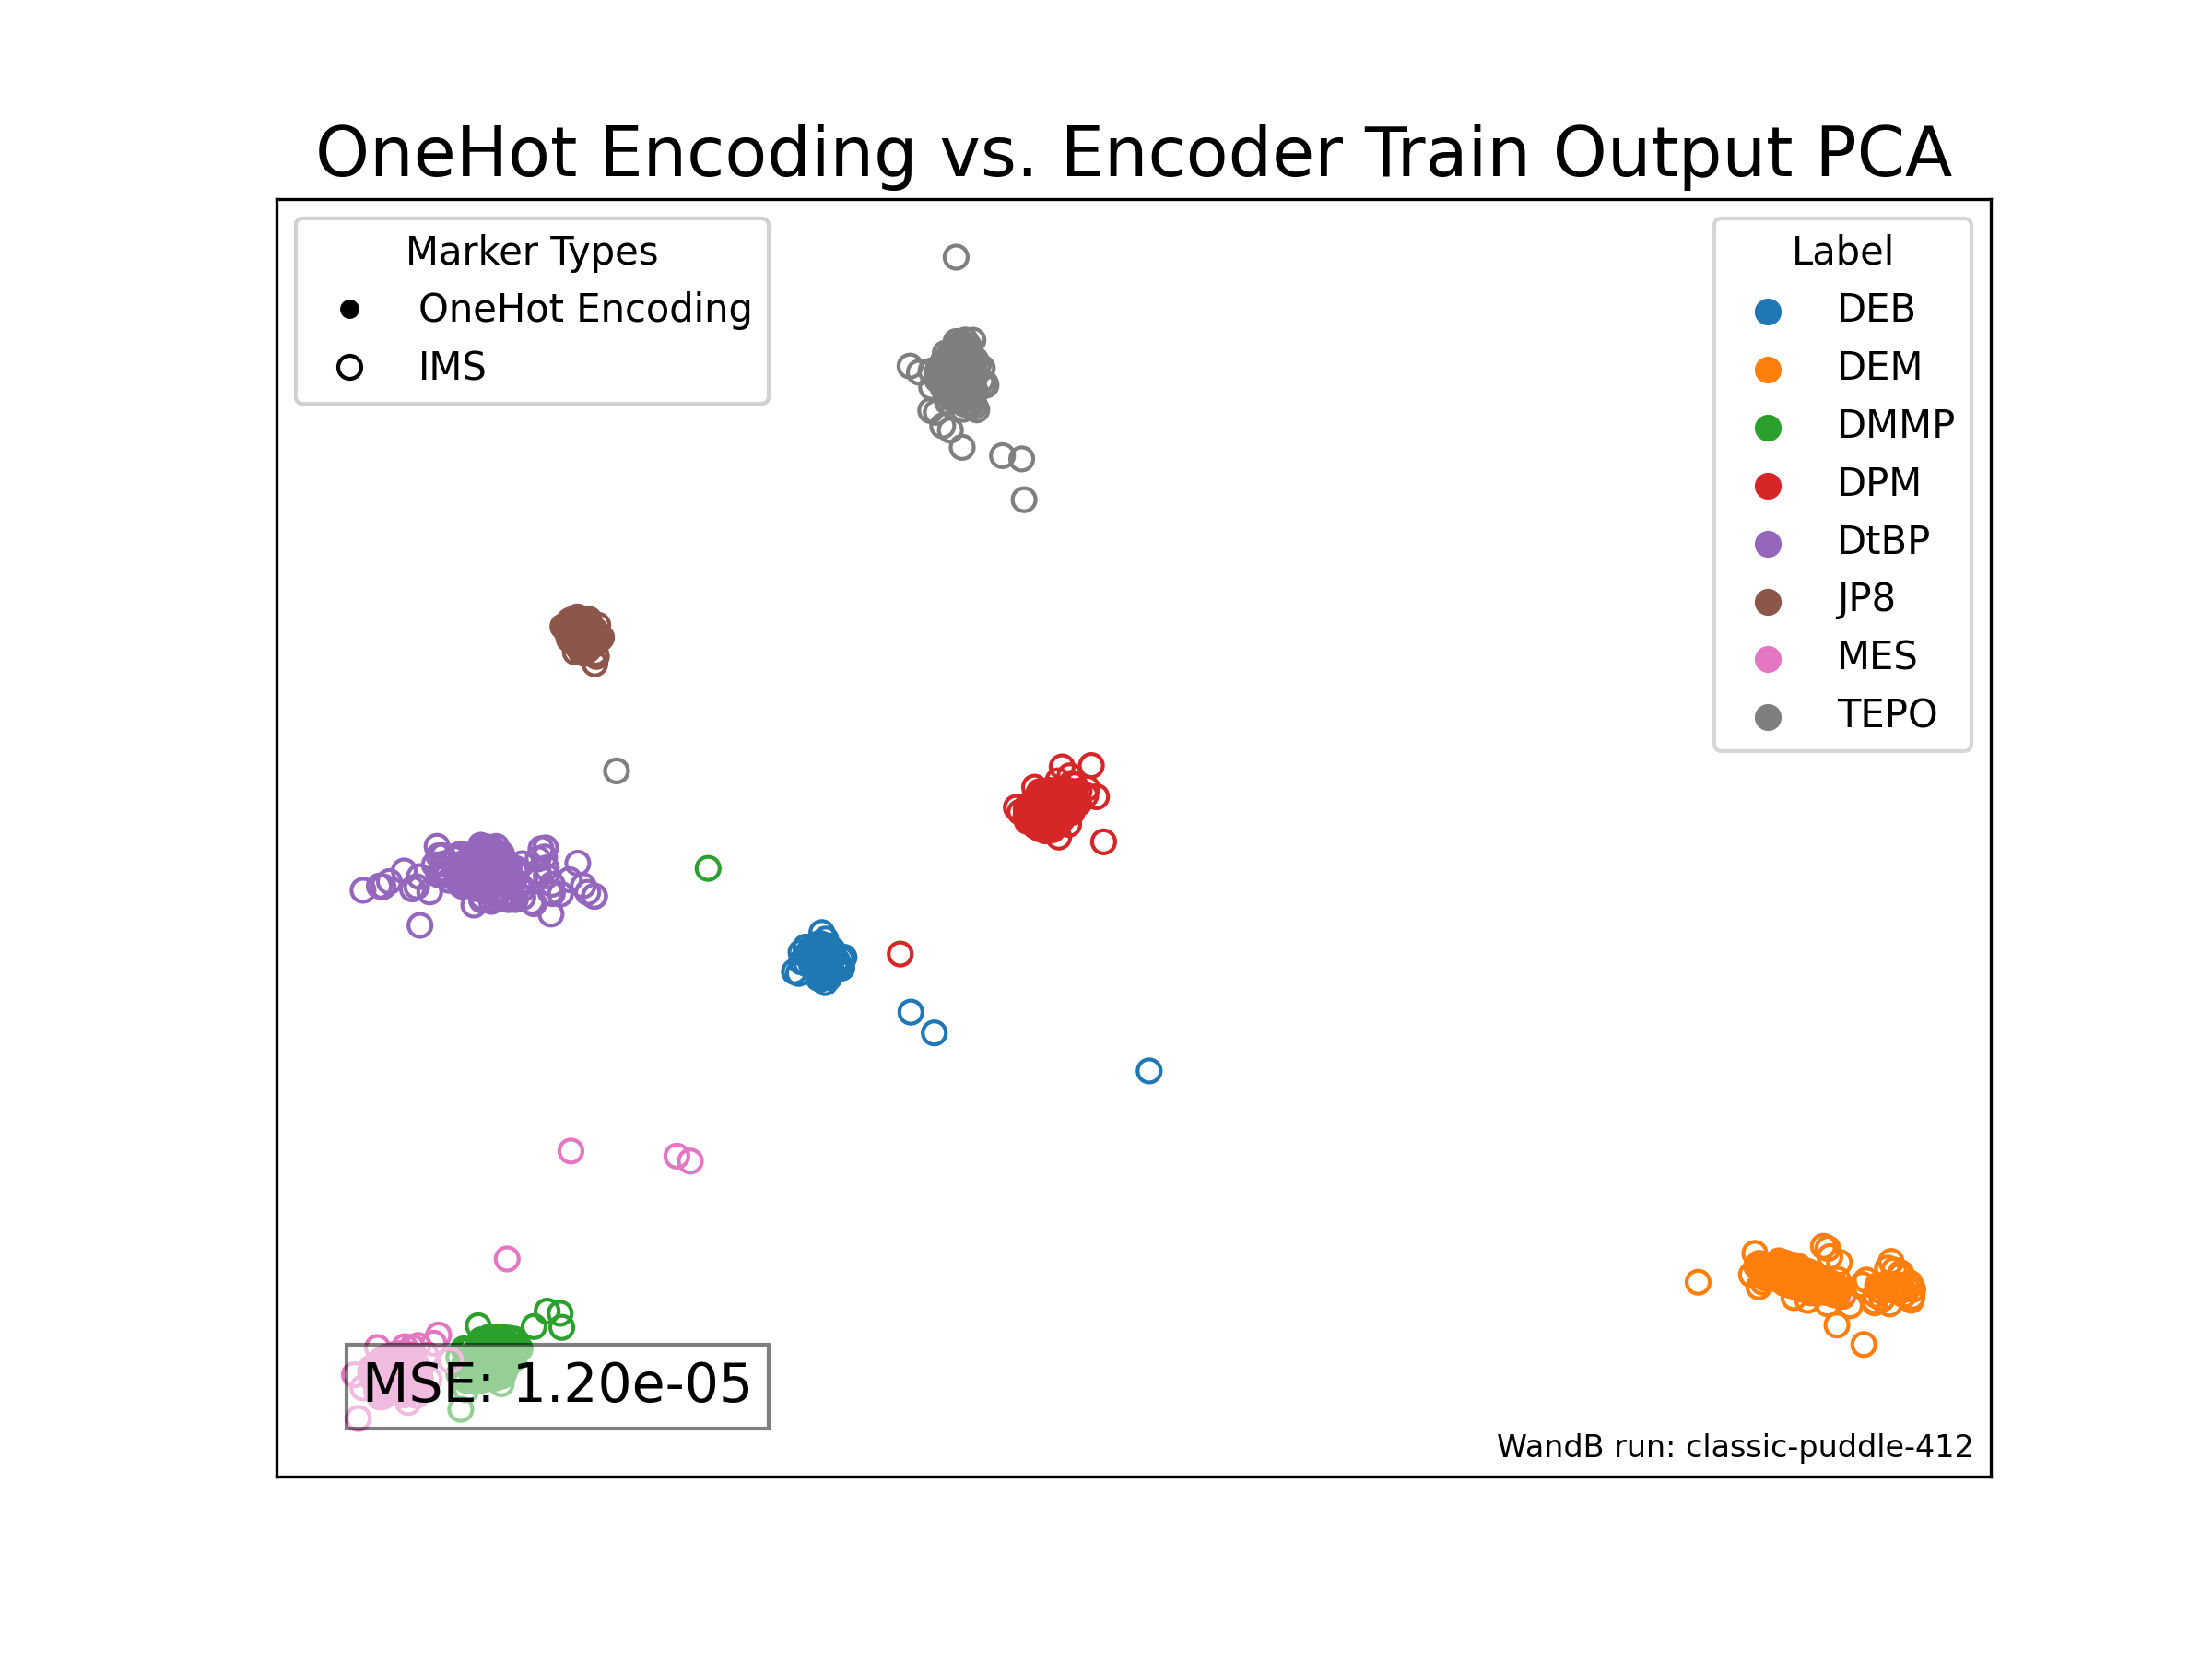 OneHot Encoding vs. Encoder Train Output PCA
Marker Types
OneHot Encoding
IMS
Label
DEB
DEM
DMMP
DPM
DtBP
JP8
MES
TEPO
MSE: 1.20e-05
WandB run: classic-puddle-412